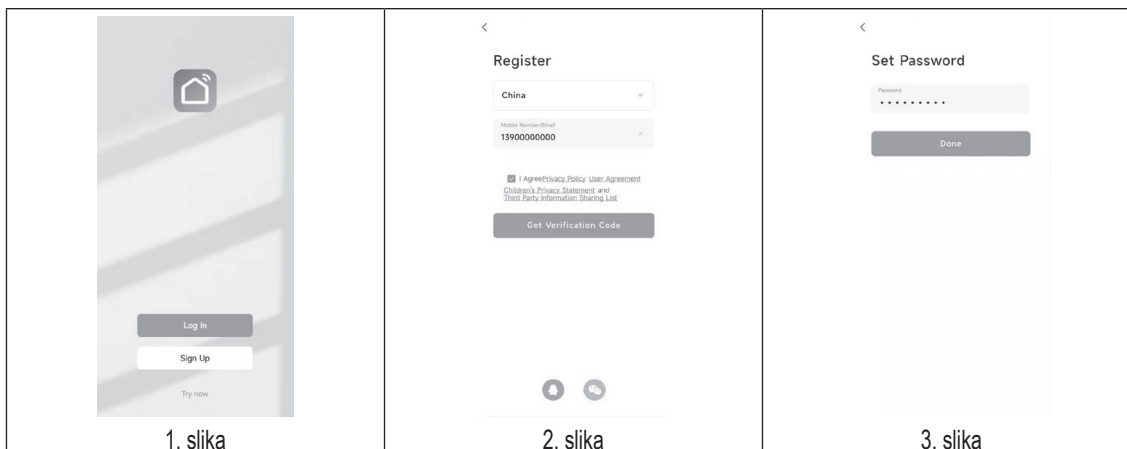 Log In
Sign Up
Try now
1. slika
<
Register
China
Mobile Number/Email
13900000000
×
I AgreePrivacy Policy User Agreement
Children's Privacy Statement and
Third Party Information Sharing List
Get Verification Code
2. slika
<
Set Password
Password
•••••••••
Done
3. slika